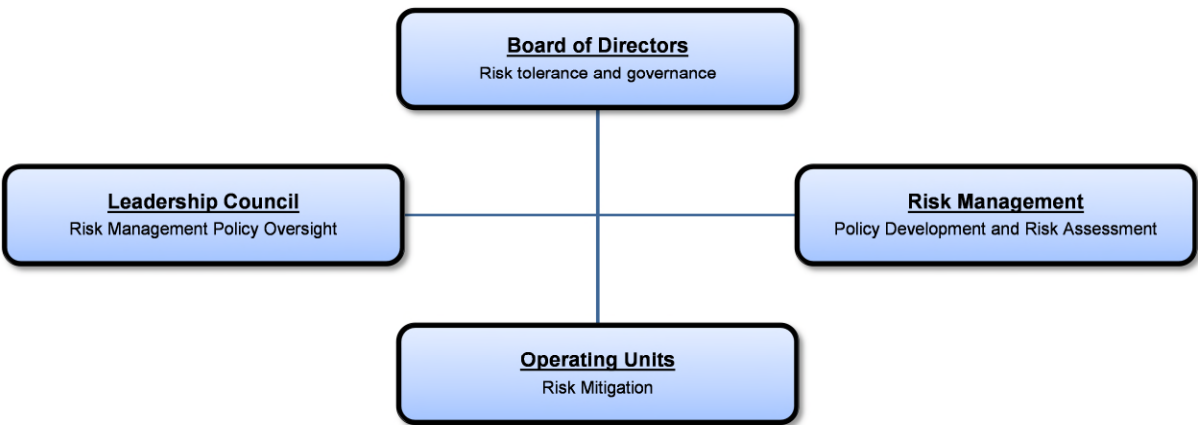 Board of Directors
Risk tolerance and governance
Leadership Council
Risk Management Policy Oversight
Risk Management
Policy Development and Risk Assessment
Operating Units
Risk Mitigation